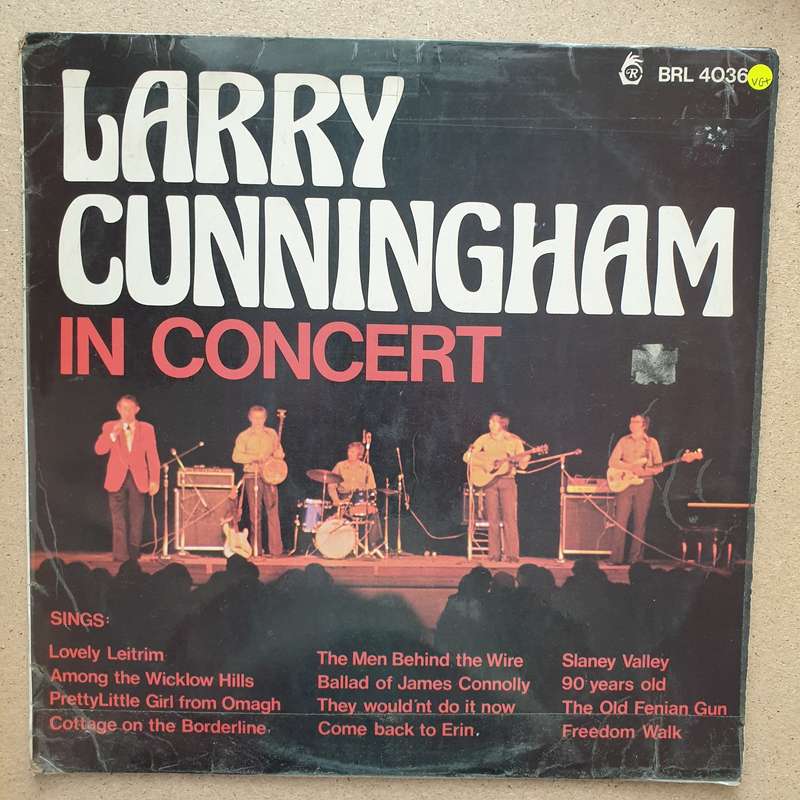 R
BRL 4036
VG+
LARRY
CUNNINGHAM
IN CONCERT
SINGS:
Lovely Leitrim
Among the Wicklow Hills
PrettyLittle Girl from Omagh
Cottage on the Borderline.
The Men Behind the Wire
Ballad of James Connolly
They would'nt do it now
Come back to Erin.
Slaney Valley
90 years old
The Old Fenian Gun
Freedom Walk